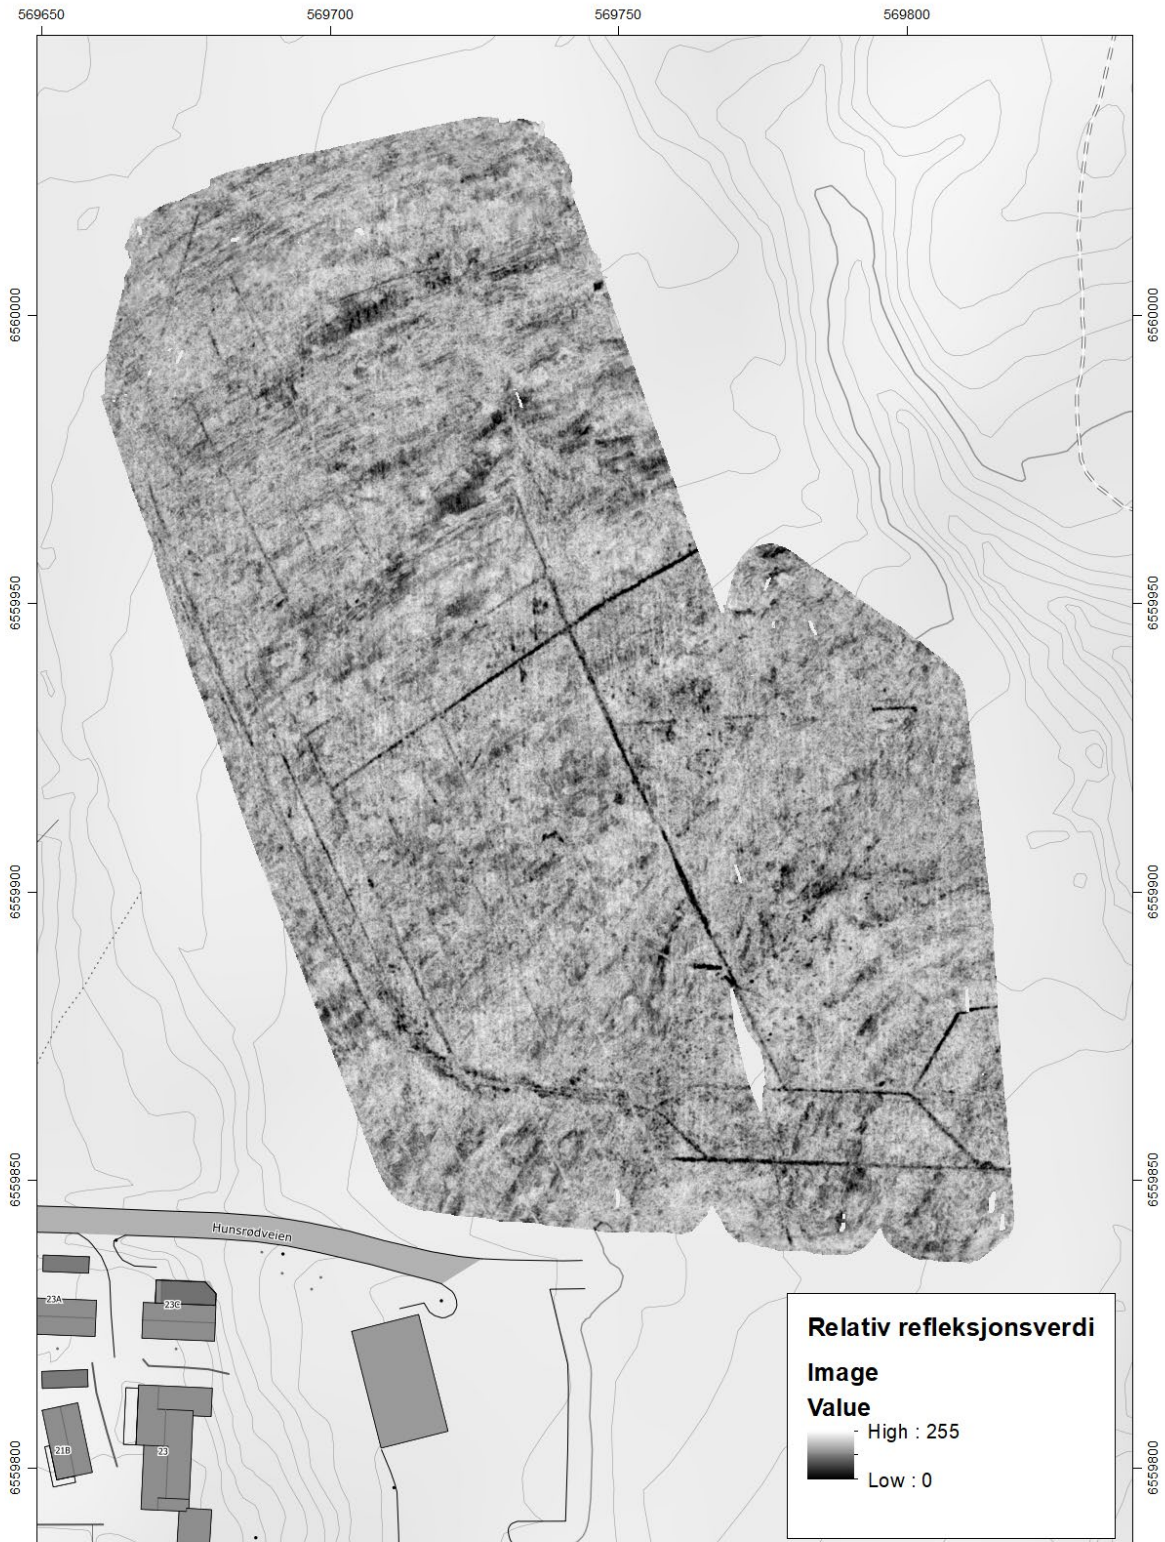 569650 569700 569750 569800
6560000 6560000
6559950 6559950
6559900 6559900
6559850 6559850
Hunsrødveien
23A
23C
21B
23
6559800 6559800
Relativ refleksjonsverdi
Image
Value
High : 255
Low : 0